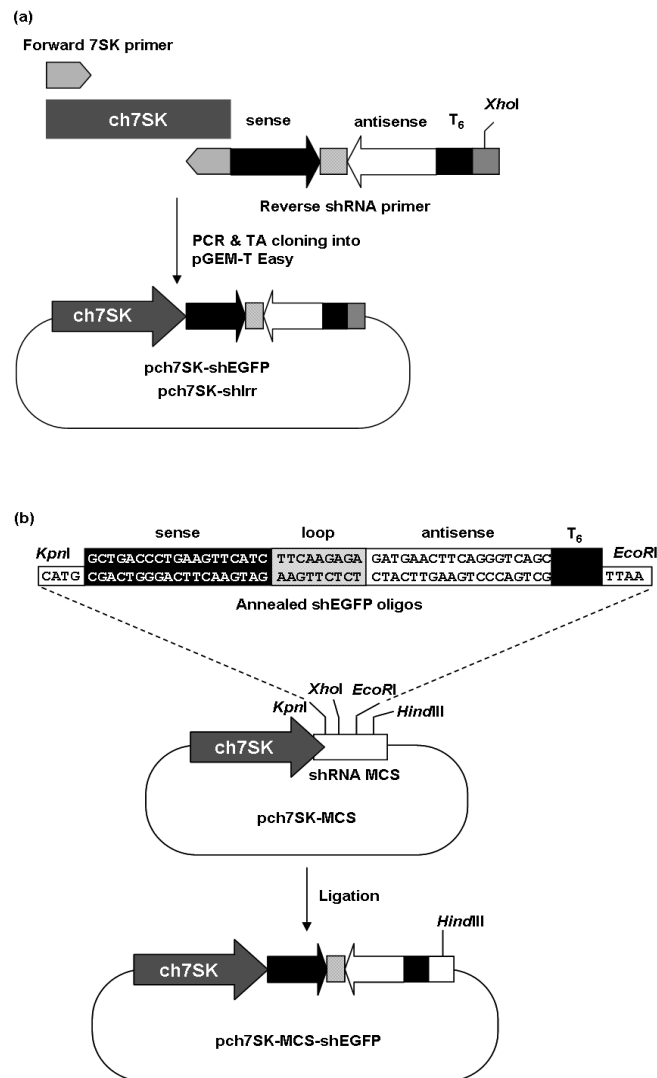 (a)
Forward 7SK primer
ch7SK
sense
antisense
T6
XhoI
Reverse shRNA primer
PCR & TA cloning into
pGEM-T Easy
ch7SK
pch7SK-shEGFP
pch7SK-shIrr
(b)
sense
loop
antisense
T6
KpnI
EcoRI
GCTGACCCTGAAGTTCATC TTCAAGAGA GATGAACTTCAGGGTCAGC
CATG CGACTGGGACTTCAAGTAG AAGTTCTCT CTACTTGAAGTCCCAGTCG TTAA
Annealed shEGFP oligos
XhoI
EcoRI
KpnI
HindIII
ch7SK
shRNA MCS
pch7SK-MCS
Ligation
HindIII
ch7SK
pch7SK-MCS-shEGFP